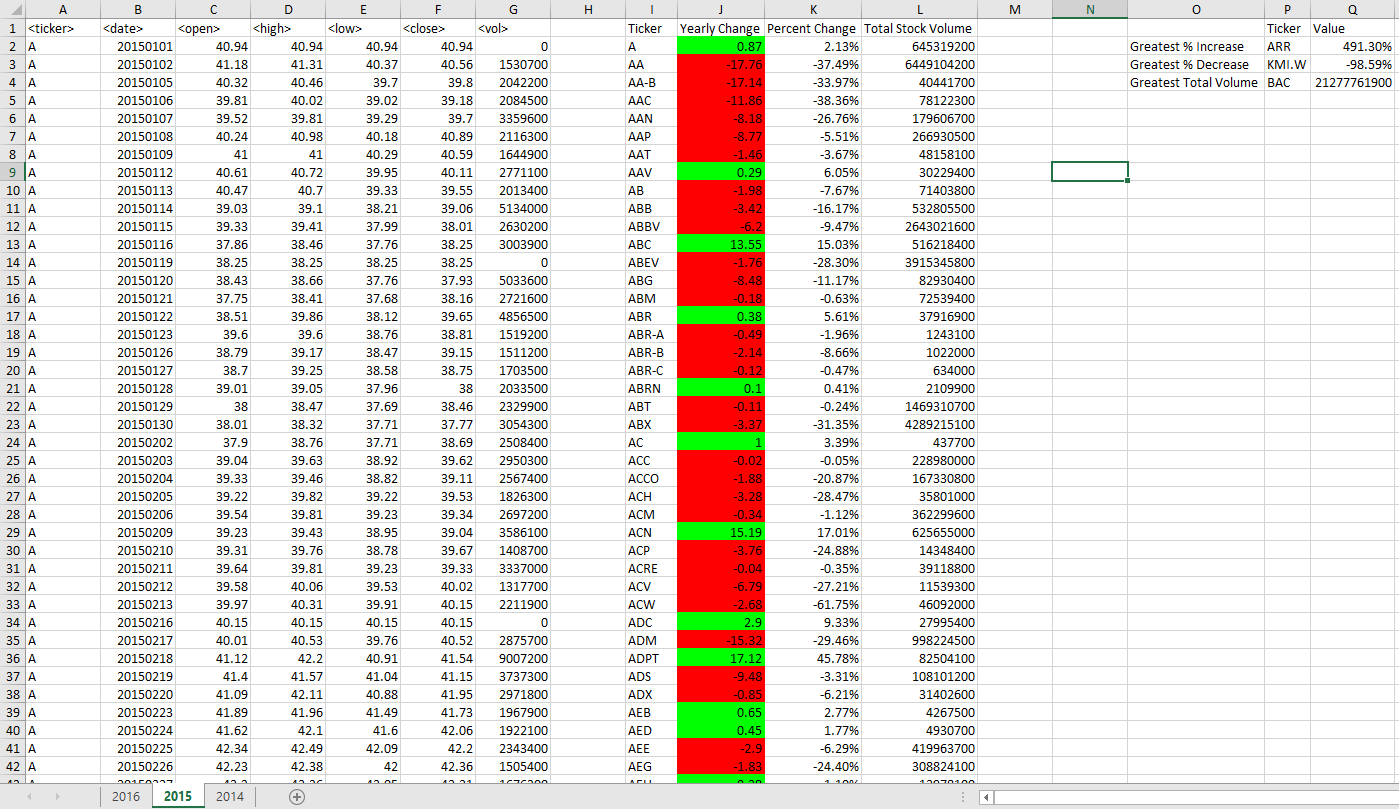 A B C D E F G H I J K L M N O P Q
1 <ticker> <date> <open> <high> <low> <close> <vol> Ticker Yearly Change Percent Change Total Stock Volume Ticker Value
2 A 20150101 40.94 40.94 40.94 40.94 0 A 0.87 2.13% 645319200 Greatest % Increase ARR 491.30%
3 A 20150102 41.18 41.31 40.37 40.56 1530700 AA -17.76 -37.49% 6449104200 Greatest % Decrease KMI.W -98.59%
4 A 20150105 40.32 40.46 39.7 39.8 2042200 AA-B -17.14 -33.97% 40441700 Greatest Total Volume BAC 21277761900
5 A 20150106 39.81 40.02 39.02 39.18 2084500 AAC -11.86 -38.36% 78122300
6 A 20150107 39.52 39.81 39.29 39.7 3359600 AAN -8.18 -26.76% 179606700
7 A 20150108 40.24 40.98 40.18 40.89 2116300 AAP -8.77 -5.51% 266930500
8 A 20150109 41 41 40.29 40.59 1644900 AAT -1.46 -3.67% 48158100
9 A 20150112 40.61 40.72 39.95 40.11 2771100 AAV 0.29 6.05% 30229400
10 A 20150113 40.47 40.7 39.33 39.55 2013400 AB -1.98 -7.67% 71403800
11 A 20150114 39.03 39.1 38.21 39.06 5134000 ABB -3.42 -16.17% 532805500
12 A 20150115 39.33 39.41 37.99 38.01 2630200 ABBV -6.2 -9.47% 2643021600
13 A 20150116 37.86 38.46 37.76 38.25 3003900 ABC 13.55 15.03% 516218400
14 A 20150119 38.25 38.25 38.25 38.25 0 ABEV -1.76 -28.30% 3915345800
15 A 20150120 38.43 38.66 37.76 37.93 5033600 ABG -8.48 -11.17% 82930400
16 A 20150121 37.75 38.41 37.68 38.16 2721600 ABM -0.18 -0.63% 72539400
17 A 20150122 38.51 39.86 38.12 39.65 4856500 ABR 0.38 5.61% 37916900
18 A 20150123 39.6 39.6 38.76 38.81 1519200 ABR-A -0.49 -1.96% 1243100
19 A 20150126 38.79 39.17 38.47 39.15 1511200 ABR-B -2.14 -8.66% 1022000
20 A 20150127 38.7 39.25 38.58 38.75 1703500 ABR-C -0.12 -0.47% 634000
21 A 20150128 39.01 39.05 37.96 38 2033500 ABRN 0.1 0.41% 2109900
22 A 20150129 38 38.47 37.69 38.46 2329900 ABT -0.11 -0.24% 1469310700
23 A 20150130 38.01 38.32 37.71 37.77 3054300 ABX -3.37 -31.35% 4289215100
24 A 20150202 37.9 38.76 37.71 38.69 2508400 AC 1 3.39% 437700
25 A 20150203 39.04 39.63 38.92 39.62 2950300 ACC -0.02 -0.05% 228980000
26 A 20150204 39.33 39.46 38.82 39.11 2567400 ACCO -1.88 -20.87% 167330800
27 A 20150205 39.22 39.82 39.22 39.53 1826300 ACH -3.28 -28.47% 35801000
28 A 20150206 39.54 39.81 39.23 39.34 2697200 ACM -0.34 -1.12% 362299600
29 A 20150209 39.23 39.43 38.95 39.04 3586100 ACN 15.19 17.01% 625655000
30 A 20150210 39.31 39.76 38.78 39.67 1408700 ACP -3.76 -24.88% 14348400
31 A 20150211 39.64 39.81 39.23 39.33 3337000 ACRE -0.04 -0.35% 39118800
32 A 20150212 39.58 40.06 39.53 40.02 1317700 ACV -6.79 -27.21% 11539300
33 A 20150213 39.97 40.31 39.91 40.15 2211900 ACW -2.68 -61.75% 46092000
34 A 20150216 40.15 40.15 40.15 40.15 0 ADC 2.9 9.33% 27995400
35 A 20150217 40.01 40.53 39.76 40.52 2875700 ADM -15.32 -29.46% 998224500
36 A 20150218 41.12 42.2 40.91 41.54 9007200 ADPT 17.12 45.78% 82504100
37 A 20150219 41.4 41.57 41.04 41.15 3737300 ADS -9.48 -3.31% 108101200
38 A 20150220 41.09 42.11 40.88 41.95 2971800 ADX -0.85 -6.21% 31402600
39 A 20150223 41.89 41.96 41.49 41.73 1967900 AEB 0.65 2.77% 4267500
40 A 20150224 41.62 42.1 41.6 42.06 1922100 AED 0.45 1.77% 4930700
41 A 20150225 42.34 42.49 42.09 42.2 2343400 AEE -2.9 -6.29% 419963700
42 A 20150226 42.23 42.38 42 42.36 1505400 AEG -1.83 -24.40% 308824100
2016 2015 2014